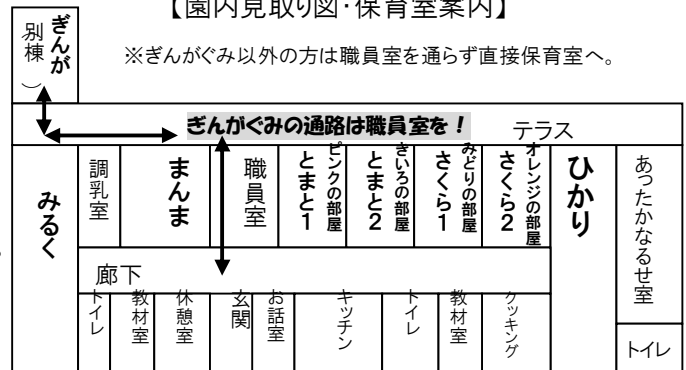 【園内見取り図・保育室案内】
ぎんが
別棟）
※ぎんがぐみ以外の方は職員室を通らず直接保育室へ。
ぎんがぐみの通路は職員室を！
テラス
みるく
調乳室
まんま
職員室
ピンクの部屋
とまと1
きいろの部屋
とまと2
みどりの部屋
さくら1
オレンジの部屋
さくら2
ひかり
あったかなるせ室
廊下
トイレ
教材室
休憩室
玄関
お話室
キッチン
トイレ
教材室
クッキング
トイレ